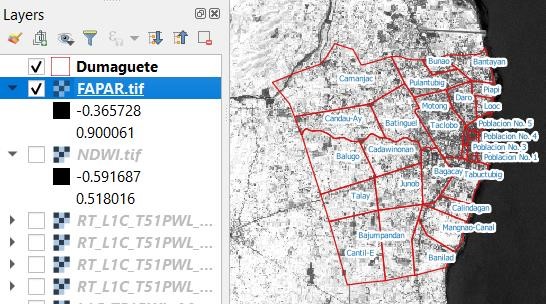 Layers
Dumaguete
FAPAR.tif
-0.365728
0.900061
NDWI.tif
-0.591687
0.518016
RT_L1C_T51PWL_...
RT_L1C_T51PWL_...
RT_L1C_T51PWL_...
RT_L1C_T51PWL_...
Bunao
Bantayan
Camanjac
Pulantubig
Piapi
Daro
Motong
Looc
Candau-Ay
Batinguel
Taclobo
Poblacion No. 5
Poblacion No. 4
Cadawinonan
Poblacion No. 3
Balugo
Poblacion No. 1
Bagacay
Tabuctubig
Junob
Talay
Calindagan
Mangnao-Canal
Bajumpandan
Cantil-E
Banilad